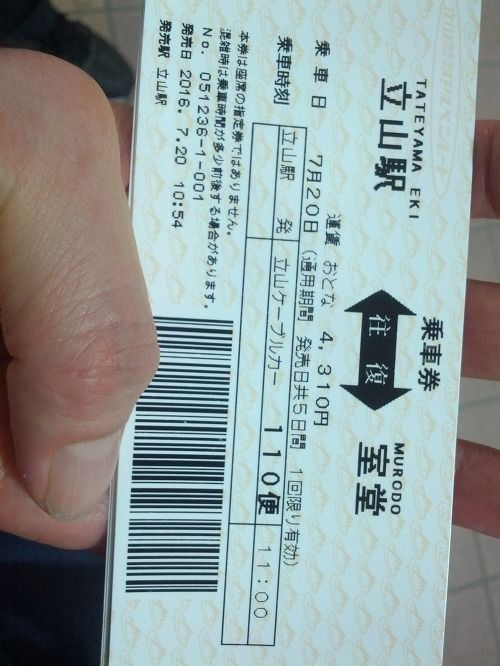 乗車券
TATEYAMA EKI
立山駅
往復
MURODO
室堂
乗車日 7月20日 運賃 おとな 4,310円
(通用期間 発売日共5日間 1回限り有効)
乗車時刻 立山駅 発 立山ケーブルカー 110便 11:00
本券は座席の指定券ではありません。
混雑時は乗車時間が多少前後する場合があります。
No. 051236-1-001
発売日 2016. 7.20 10:54
発売駅 立山駅